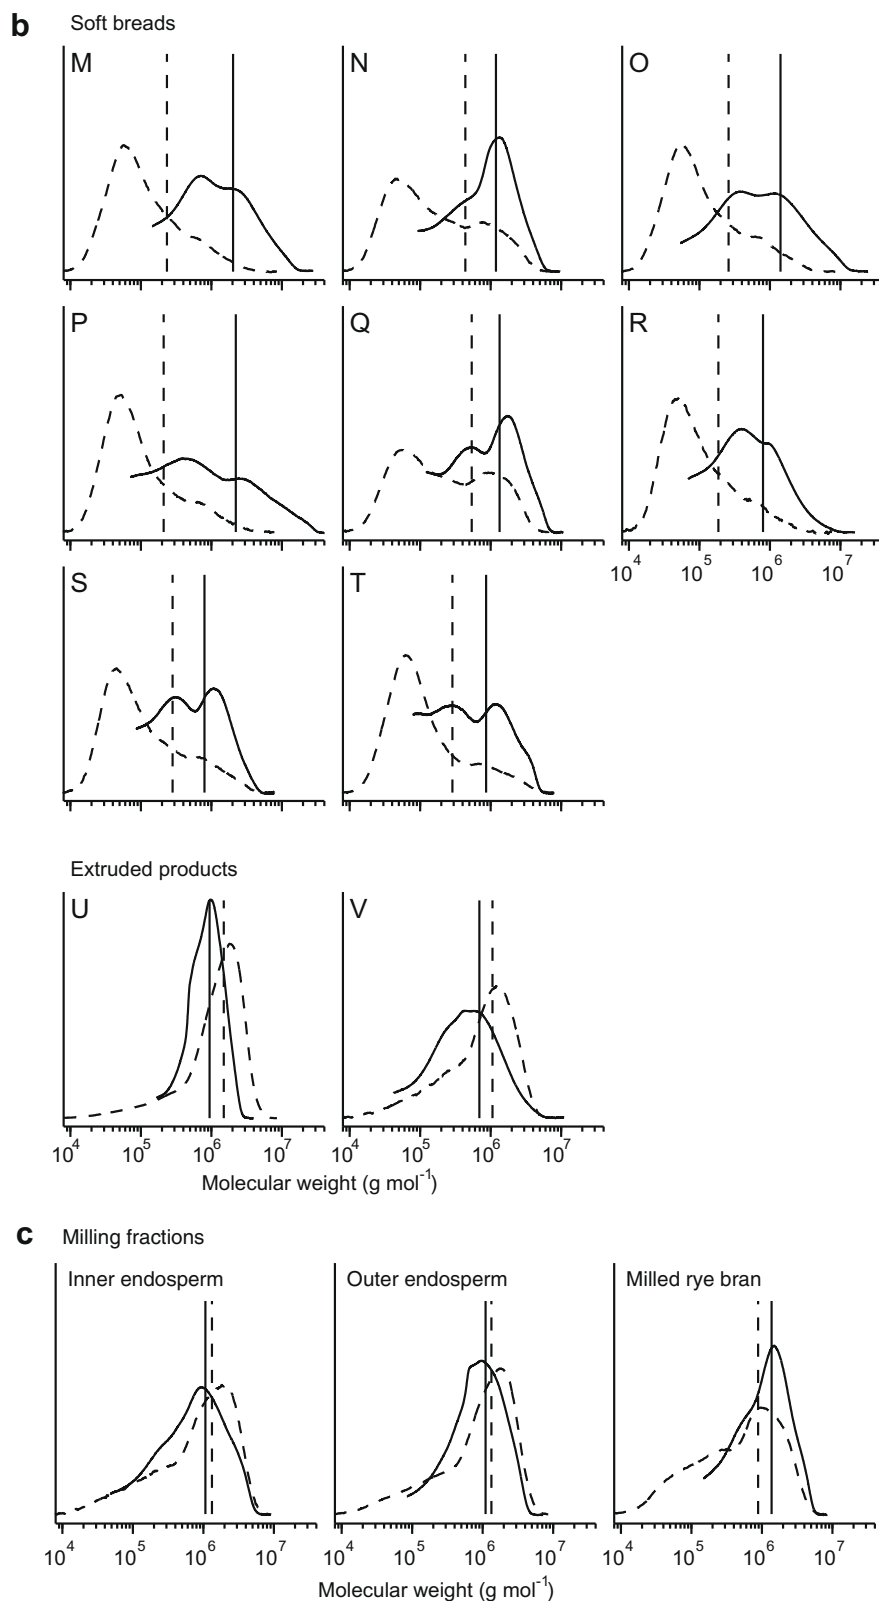 b Soft breads
M N O
P Q R
10^4 10^5 10^6 10^7
S T
Extruded products
U V
10^4 10^5 10^6 10^7 10^4 10^5 10^6 10^7
Molecular weight (g mol^-1)
c Milling fractions
Inner endosperm Outer endosperm Milled rye bran
10^4 10^5 10^6 10^7 10^4 10^5 10^6 10^7 10^4 10^5 10^6 10^7
Molecular weight (g mol^-1)